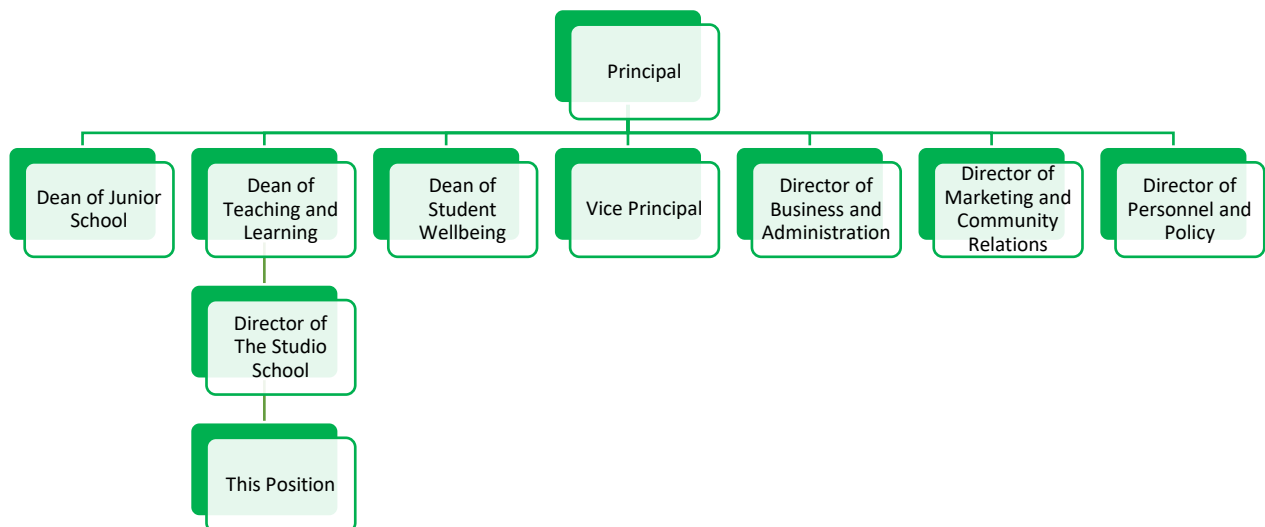 Principal
Dean of Junior
School
Dean of
Teaching and
Learning
Dean of
Student
Wellbeing
Vice Principal
Director of
Business and
Administration
Director of
Marketing and
Community
Relations
Director of
Personnel and
Policy
Director of
The Studio
School
This Position